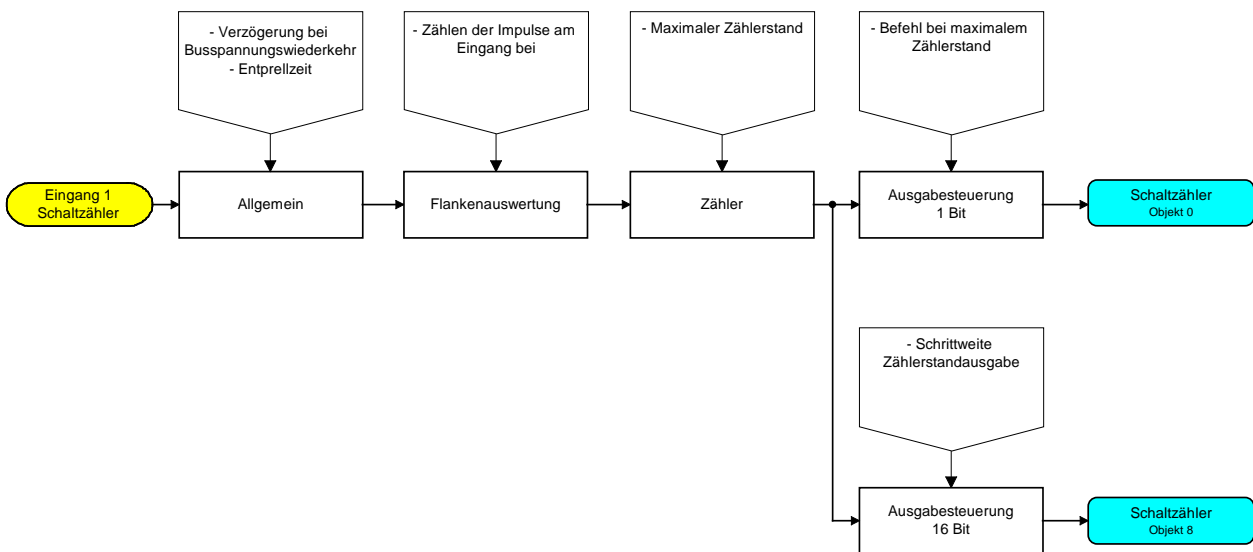 - Verzögerung bei
Busspannungswiederkehr
- Entprellzeit
- Zählen der Impulse am
Eingang bei
- Maximaler Zählerstand
- Befehl bei maximalem
Zählerstand
Eingang 1
Schaltzähler
Allgemein
Flankenauswertung
Zähler
Ausgabesteuerung
1 Bit
Schaltzähler
Objekt 0
- Schrittweite
Zählerstandausgabe
Ausgabesteuerung
16 Bit
Schaltzähler
Objekt 8